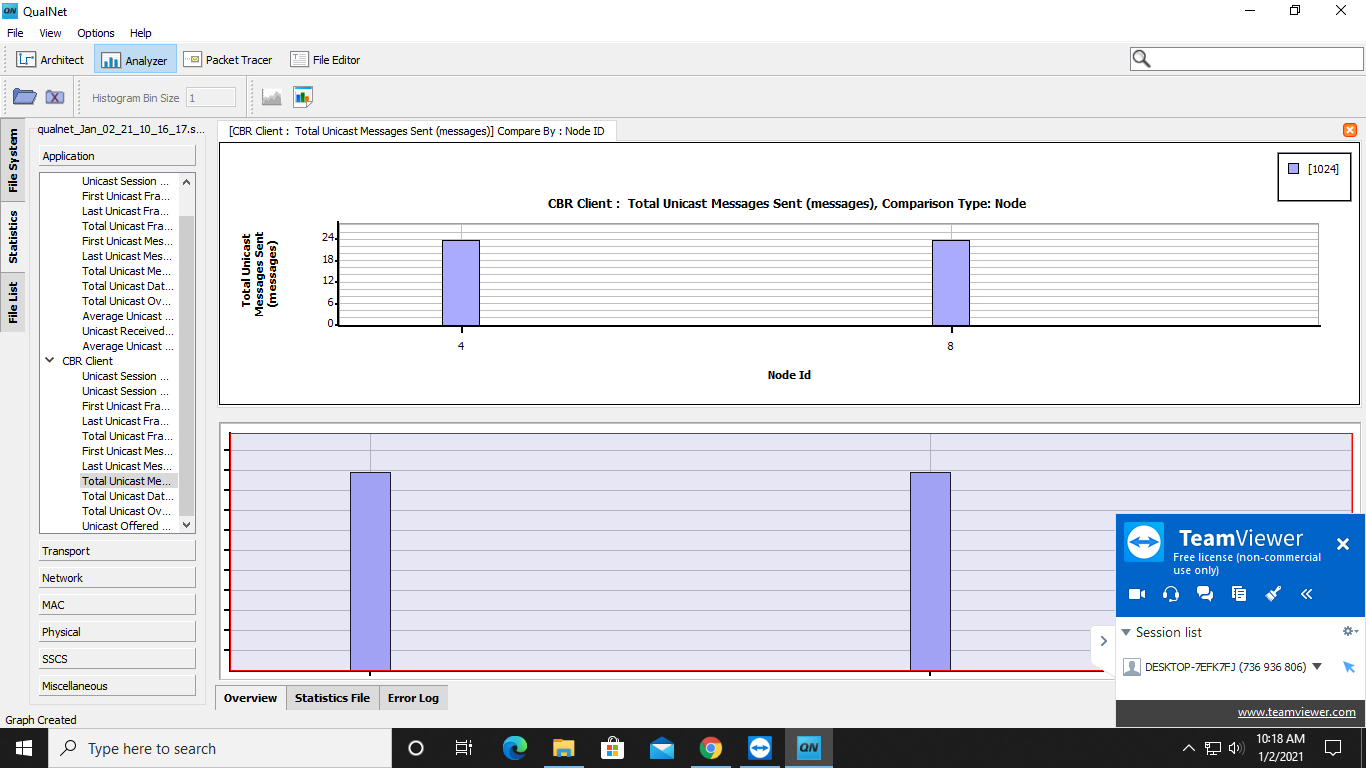 QN QualNet
File View Options Help
Architect Analyzer Packet Tracer File Editor
Histogram Bin Size 1
File System
Statistics
File List
qualnet_Jan_02_21_10_16_17.s...
Application
Unicast Session ...
First Unicast Fra...
Last Unicast Fra...
Total Unicast Fra...
First Unicast Mes...
Last Unicast Mes...
Total Unicast Me...
Total Unicast Dat...
Total Unicast Ov...
Average Unicast ...
Unicast Received...
Average Unicast ...
CBR Client
Unicast Session ...
Unicast Session ...
First Unicast Fra...
Last Unicast Fra...
Total Unicast Fra...
First Unicast Mes...
Last Unicast Mes...
Total Unicast Me...
Total Unicast Dat...
Total Unicast Ov...
Unicast Offered ...
Transport
Network
MAC
Physical
SSCS
Miscellaneous
[CBR Client : Total Unicast Messages Sent (messages)] Compare By : Node ID
[1024]
CBR Client : Total Unicast Messages Sent (messages), Comparison Type: Node
Total Unicast
Messages Sent
(messages)
24
18
12
6
0
4 8
Node Id
TeamViewer
Free license (non-commercial
use only)
Session list
DESKTOP-7EFK7FJ (736 936 806)
www.teamviewer.com
Overview Statistics File Error Log
Graph Created
Type here to search
QN
10:18 AM
1/2/2021